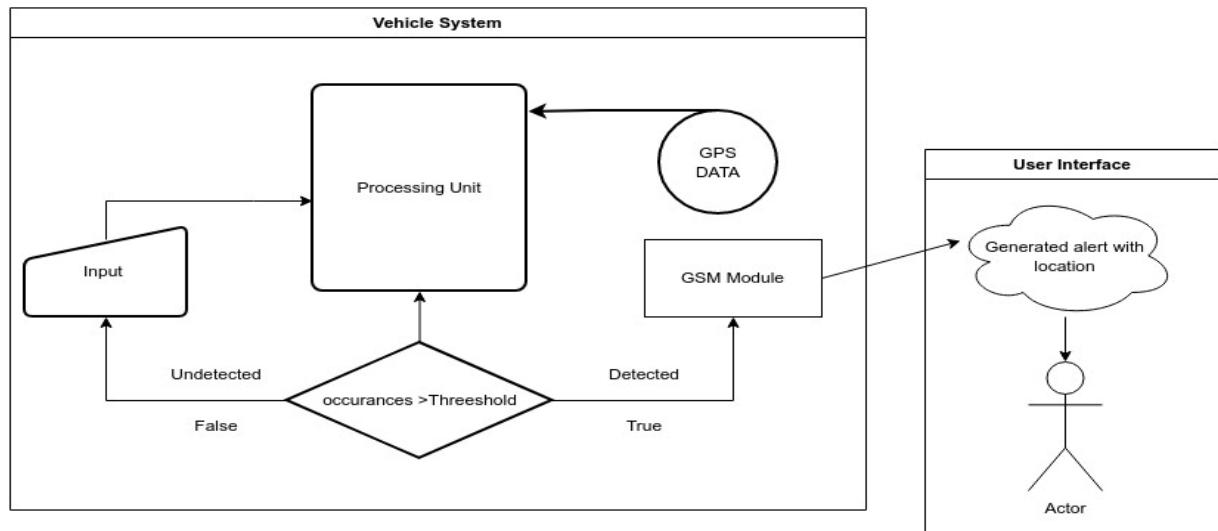 Vehicle System
Processing Unit
GPS
DATA
User Interface
Generated alert with
location
Input
GSM Module
Undetected
Detected
occurances >Threeshold
False
True
Actor